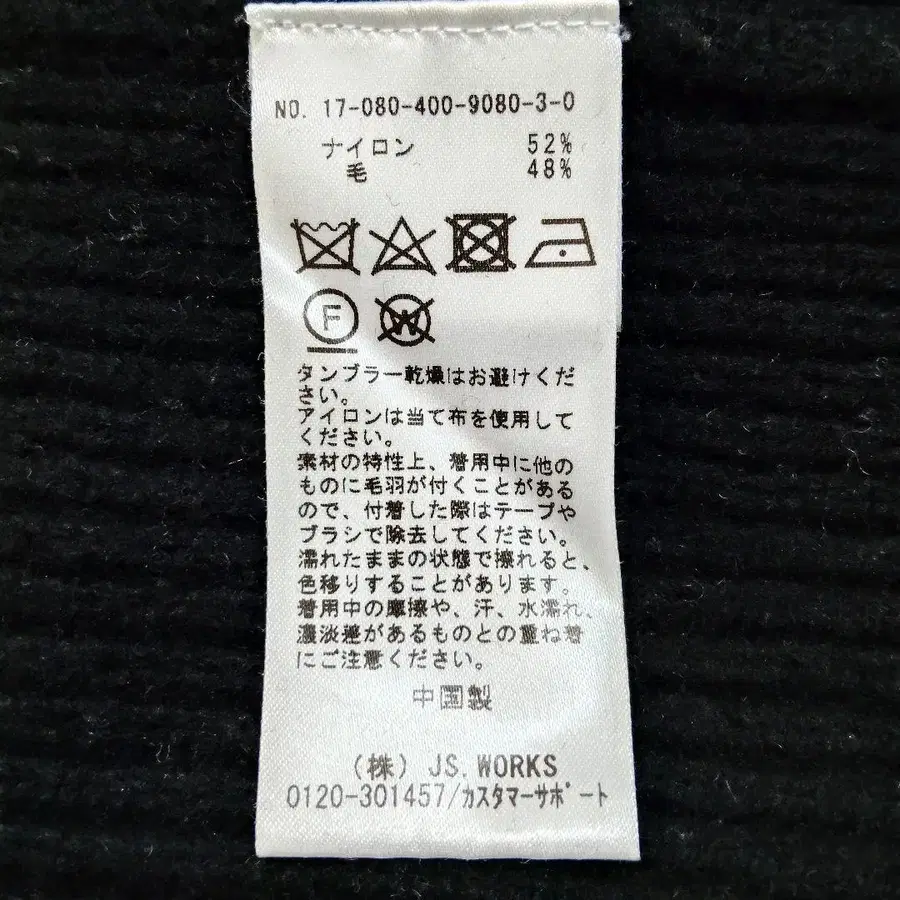 NO. 17-080-400-9080-3-0
ナイロン 52%
毛 48%
F
W
タンブラー乾燥はお避けくだ
さい。
アイロンは当て布を使用して
ください。
素材の特性上、着用中に他の
ものに毛羽が付くことがある
ので、付着した際はテープや
ブラシで除去してください。
濡れたままの状態で擦れると、
色移りすることがあります。
着用中の摩擦や、汗、水濡れ、
濃淡差があるものとの重ね着
にご注意ください。
中国製
(株) JS.WORKS
0120-301457/カスタマーサポート